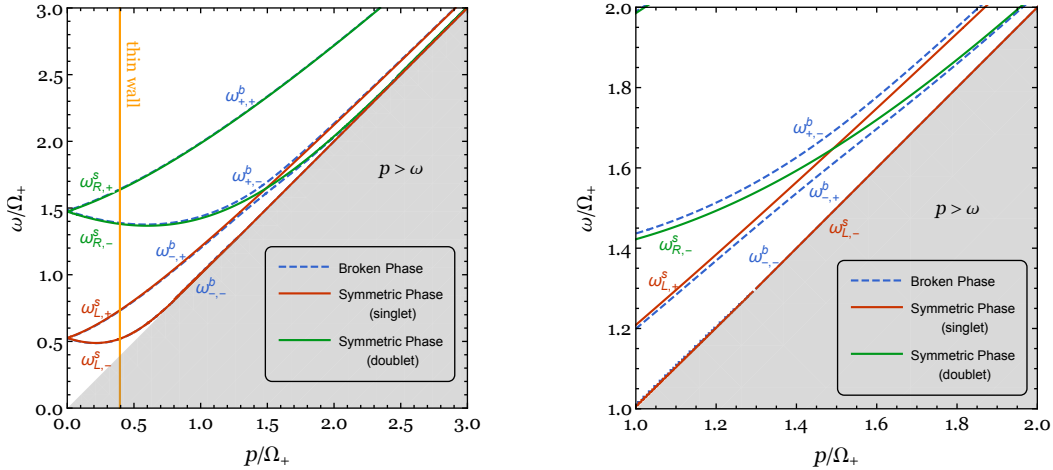 3.0
2.5
2.0
1.5
1.0
0.5
0.0
ω/Ω₊
thin wall
ω^b_{+,+}
ω^s_{R,+}
ω^b_{+,-}
ω^s_{R,-}
ω^b_{-,+}
ω^s_{L,+}
ω^b_{-,-}
ω^s_{L,-}
p > ω
Broken Phase
Symmetric Phase
(singlet)
Symmetric Phase
(doublet)
0.0 0.5 1.0 1.5 2.0 2.5 3.0
p/Ω₊
2.0
1.8
1.6
1.4
1.2
1.0
ω/Ω₊
ω^b_{+,-}
ω^b_{-,+}
ω^s_{L,-}
ω^s_{R,-}
ω^b_{-,-}
ω^s_{L,+}
p > ω
Broken Phase
Symmetric Phase
(singlet)
Symmetric Phase
(doublet)
1.0 1.2 1.4 1.6 1.8 2.0
p/Ω₊